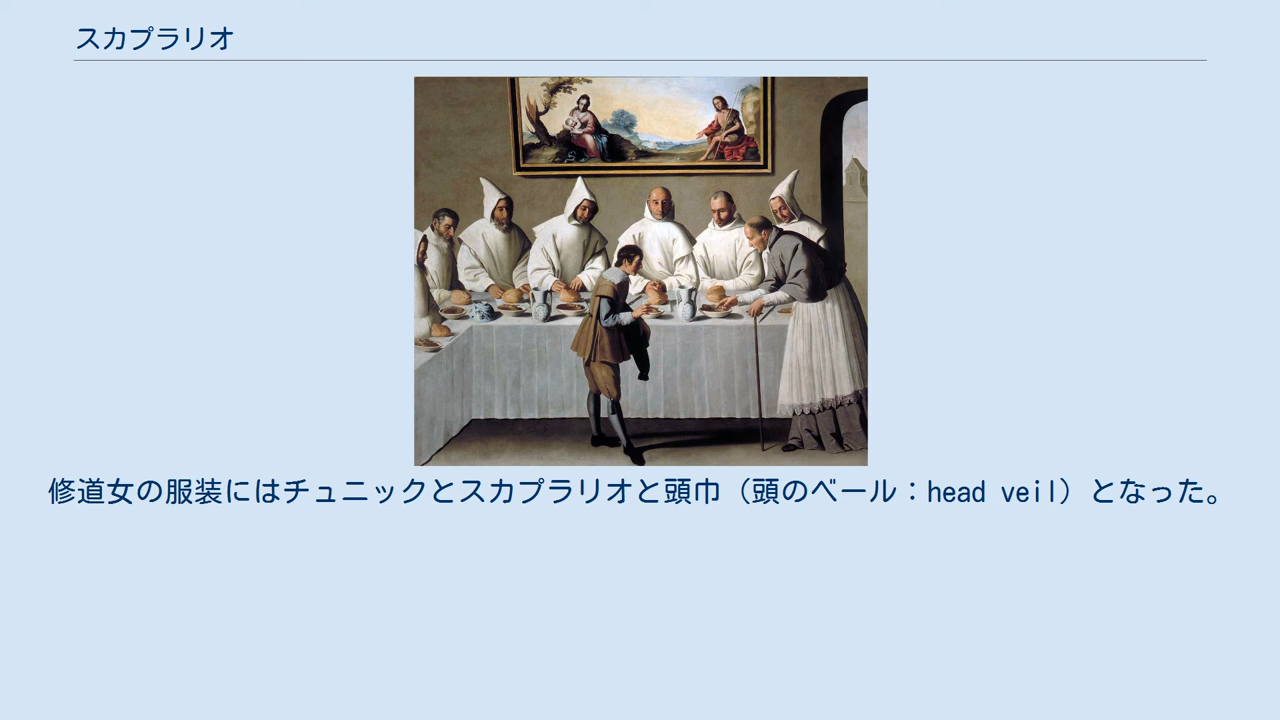 スカプラリオ
修道女の服装にはチュニックとスカプラリオと頭巾（頭のベール：head veil）となった。